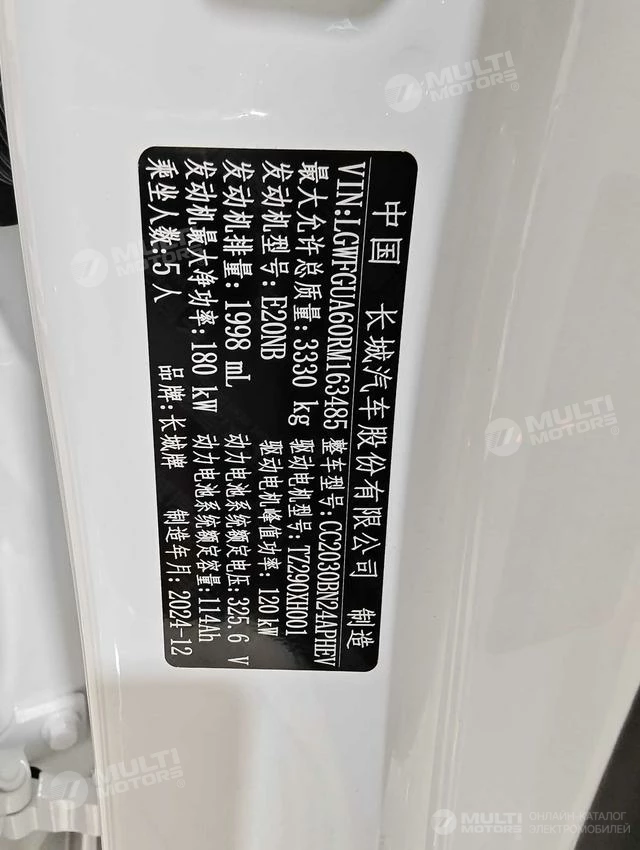 中国 长城汽车股份有限公司 制造
VIN:LGWFGUA60RM163485 整车型号:CC2030BN24APHEV
最大允许总质量:3330 kg 驱动电机型号:TZ290XH001
发动机型号:E20NB 驱动电机峰值功率:120 kW
发动机排量:1998 mL 动力电池系统额定电压:325.6 V
发动机最大净功率:180 kW 动力电池系统额定容量:114Ah
乘坐人数:5人 品牌:长城牌 制造年月:2024-12
MULTI
MOTORS®
MULTI
MOTORS
MULTI
MOTORS®
MULTI
MOTORS
MULTI
MOTORS
ОНЛАЙН-КАТАЛОГ
ЭЛЕКТРОМОБИЛЕЙ